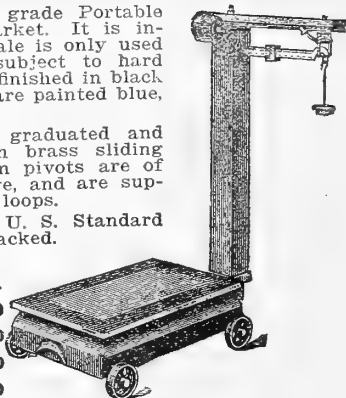 grade Portable
arket. It is in-
ale is only used
subject to hard
finished in black
are painted blue,
graduated and
brass sliding
pivots are of
e, and are sup-
loops.
U. S. Standard
acked.